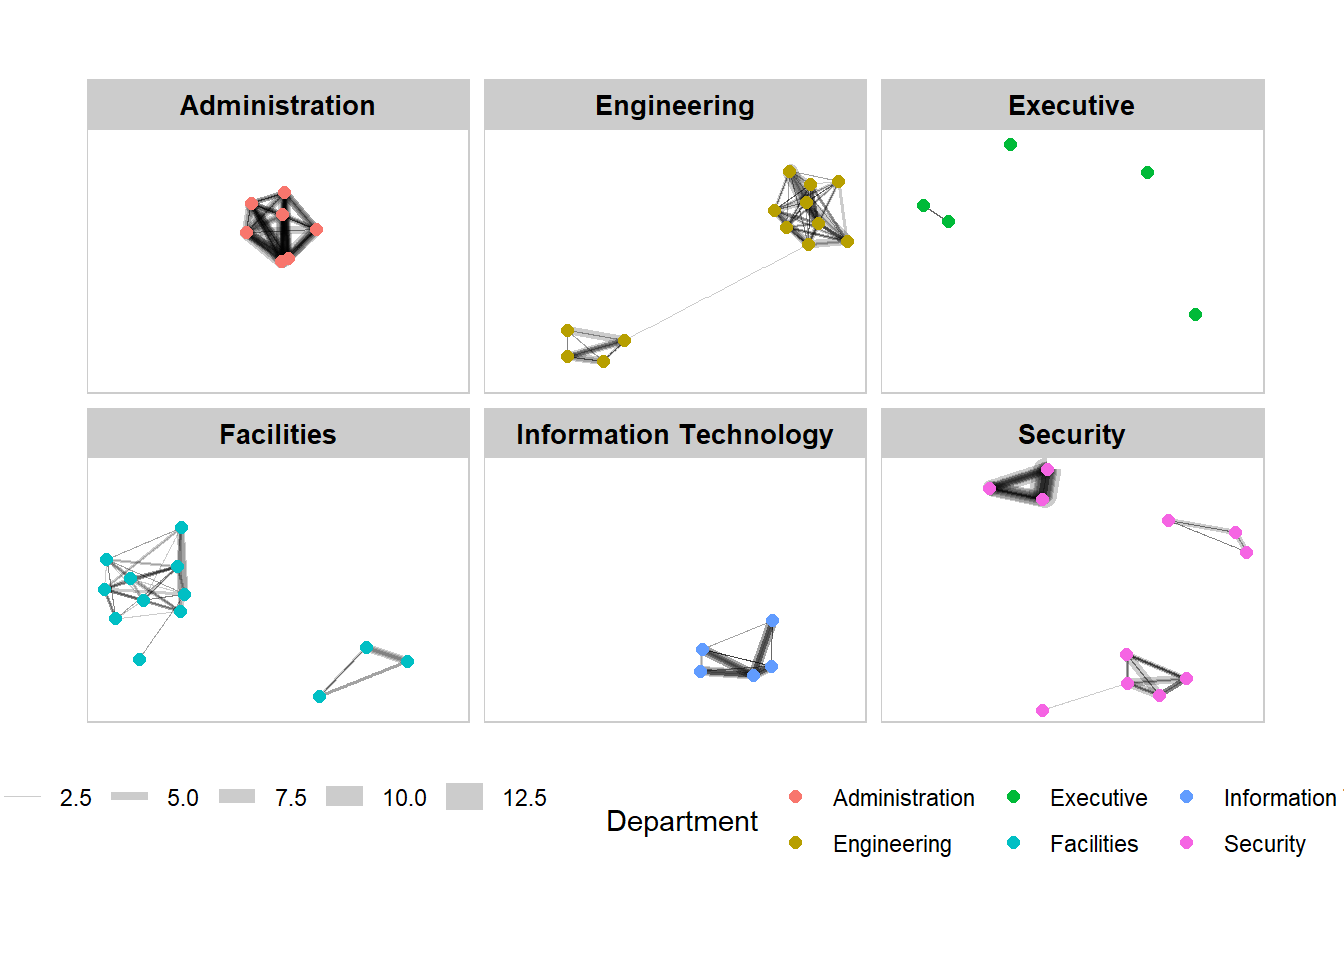 Administration
Engineering
Executive
Facilities
Information Technology
Security
2.5 5.0 7.5 10.0 12.5
Department
Administration Executive Information
Engineering Facilities Security